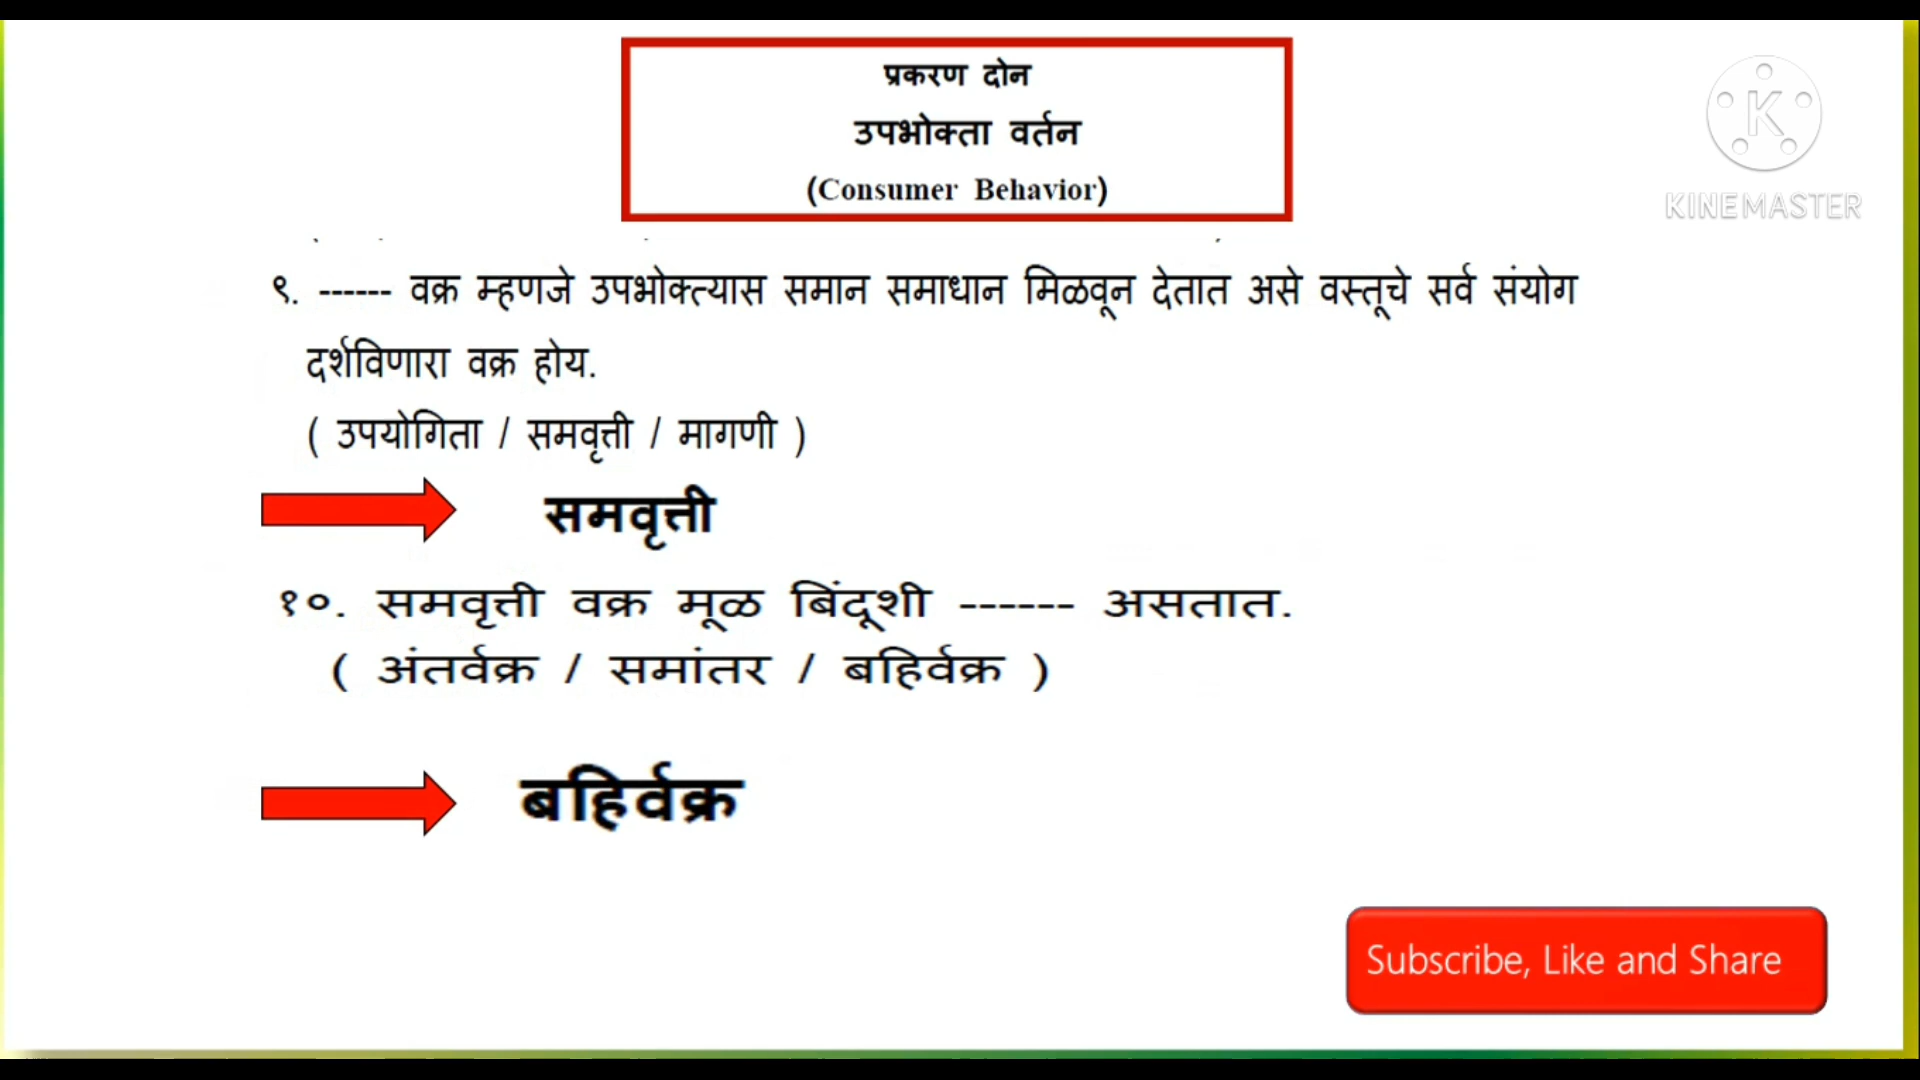 प्रकरण दोन
उपभोक्ता वर्तन
(Consumer Behavior)
K
KINEMASTER
९. ------ वक्र म्हणजे उपभोक्त्यास समान समाधान मिळवून देतात असे वस्तूचे सर्व संयोग
दर्शविणारा वक्र होय.
( उपयोगिता / समवृत्ती / मागणी )
समवृत्ती
१०. समवृत्ती वक्र मूळ बिंदूशी ------ असतात.
( अंतर्वक्र / समांतर / बहिर्वक्र )
बहिर्वक्र
Subscribe, Like and Share